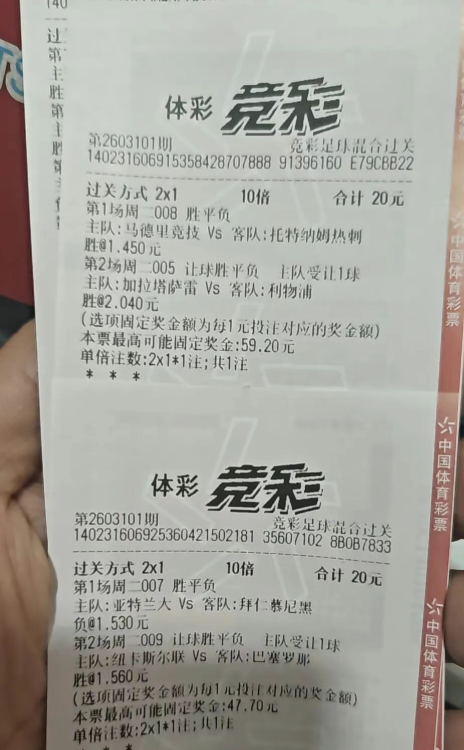 体彩 竞彩
第2603101期 竞彩足球混合过关
140231606915358428707888 91396160 E79CBB22
过关方式 2x1 10倍 合计 20元
第1场周二008 胜平负
主队:马德里竞技 Vs 客队:托特纳姆热刺
胜@1.450元
第2场周二005 让球胜平负 主队受让1球
主队:加拉塔萨雷 Vs 客队:利物浦
胜@2.040元
(选项固定奖金额为每1元投注对应的奖金额)
本票最高可能固定奖金:59.20元
单倍注数:2x1*1注;共1注
* * *
体彩 竞彩
第2603101期 竞彩足球混合过关
140231606925360421502181 35607102 8B0B7833
过关方式 2x1 10倍 合计 20元
第1场周二007 胜平负
主队:亚特兰大 Vs 客队:拜仁慕尼黑
负@1.530元
第2场周二009 让球胜平负 主队受让1球
主队:纽卡斯尔联 Vs 客队:巴塞罗那
胜@1.560元
(选项固定奖金额为每1元投注对应的奖金额)
本票最高可能固定奖金:47.70元
单倍注数:2x1*1注;共1注
中国体育彩票
中国体育彩票
中国体育彩票